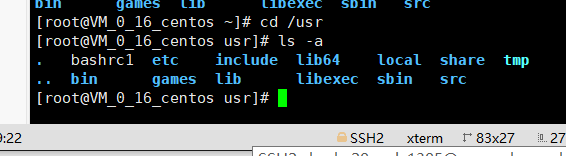 bin games lib libexec sbin src
[root@VM_0_16_centos ~]# cd /usr
[root@VM_0_16_centos usr]# ls -a
. bashrc1 etc include lib64 local share tmp
.. bin games lib libexec sbin src
[root@VM_0_16_centos usr]#
9:22 SSH2 xterm 83x27 27